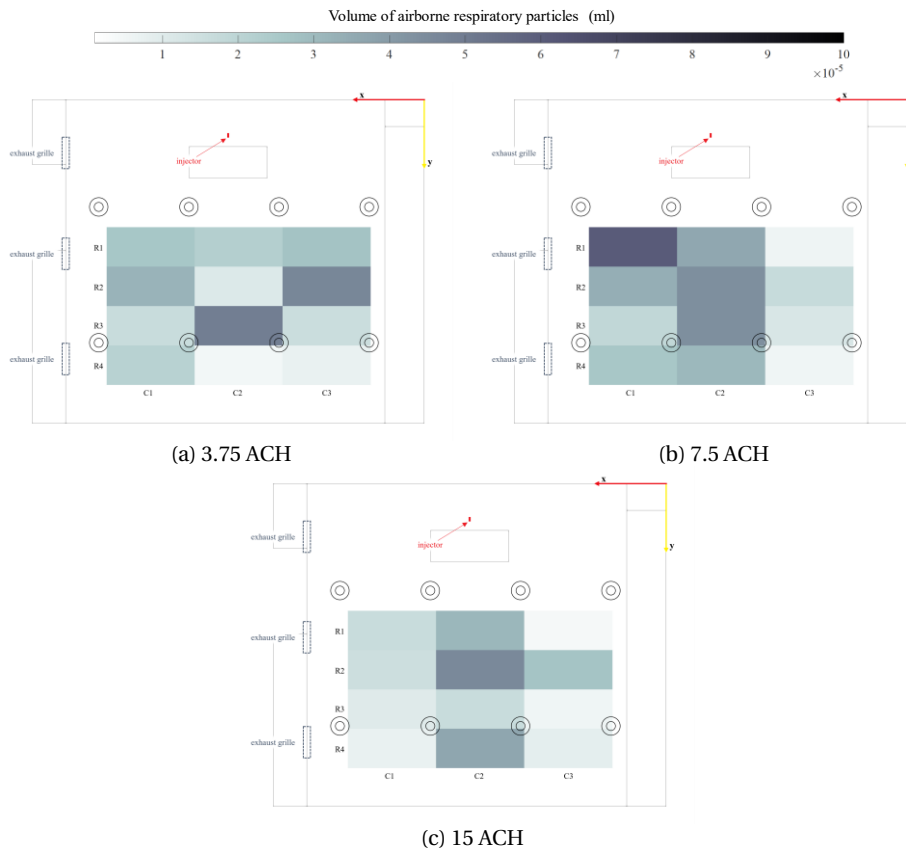 Volume of airborne respiratory particles (ml)
1 2 3 4 5 6 7 8 9 10
×10⁻⁵
x
exhaust grille
injector
y
R1
exhaust grille
R2
R3
exhaust grille
R4
C1 C2 C3
(a) 3.75 ACH
x
exhaust grille
injector
R1
exhaust grille
R2
R3
exhaust grille
R4
C1 C2 C3
(b) 7.5 ACH
x
exhaust grille
injector
y
R1
exhaust grille
R2
R3
exhaust grille
R4
C1 C2 C3
(c) 15 ACH